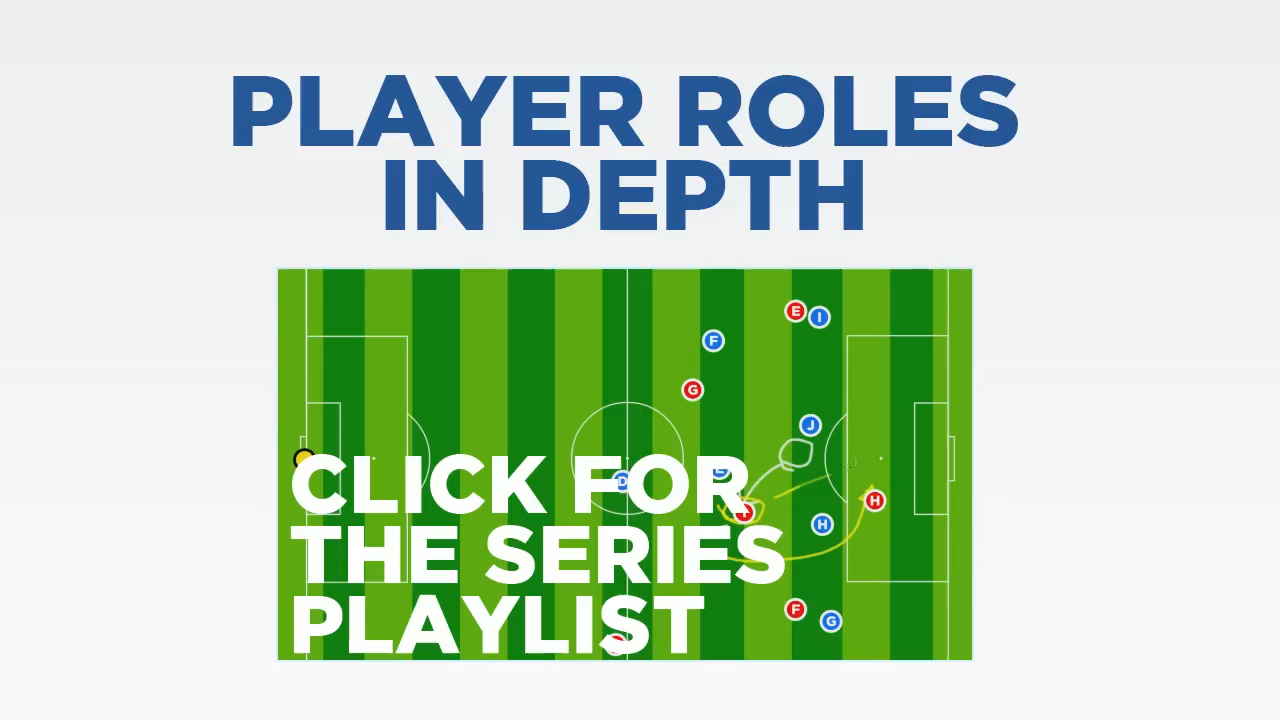 PLAYER ROLES
IN DEPTH
E I
F
G
J
D
H
H
CLICK FOR
THE SERIES
PLAYLIST
F
G